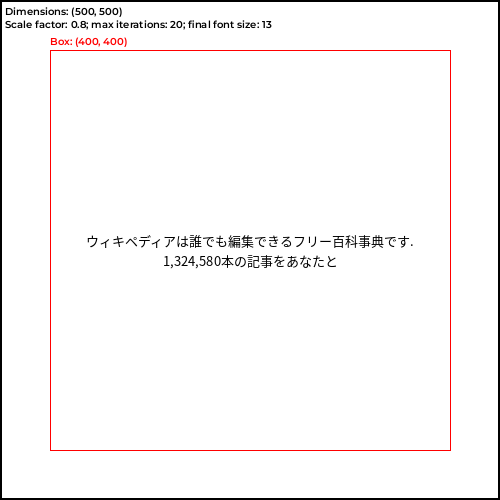 Dimensions: (500, 500)
Scale factor: 0.8; max iterations: 20; final font size: 13
Box: (400, 400)
ウィキペディアは誰でも編集できるフリー百科事典です.
1,324,580本の記事をあなたと